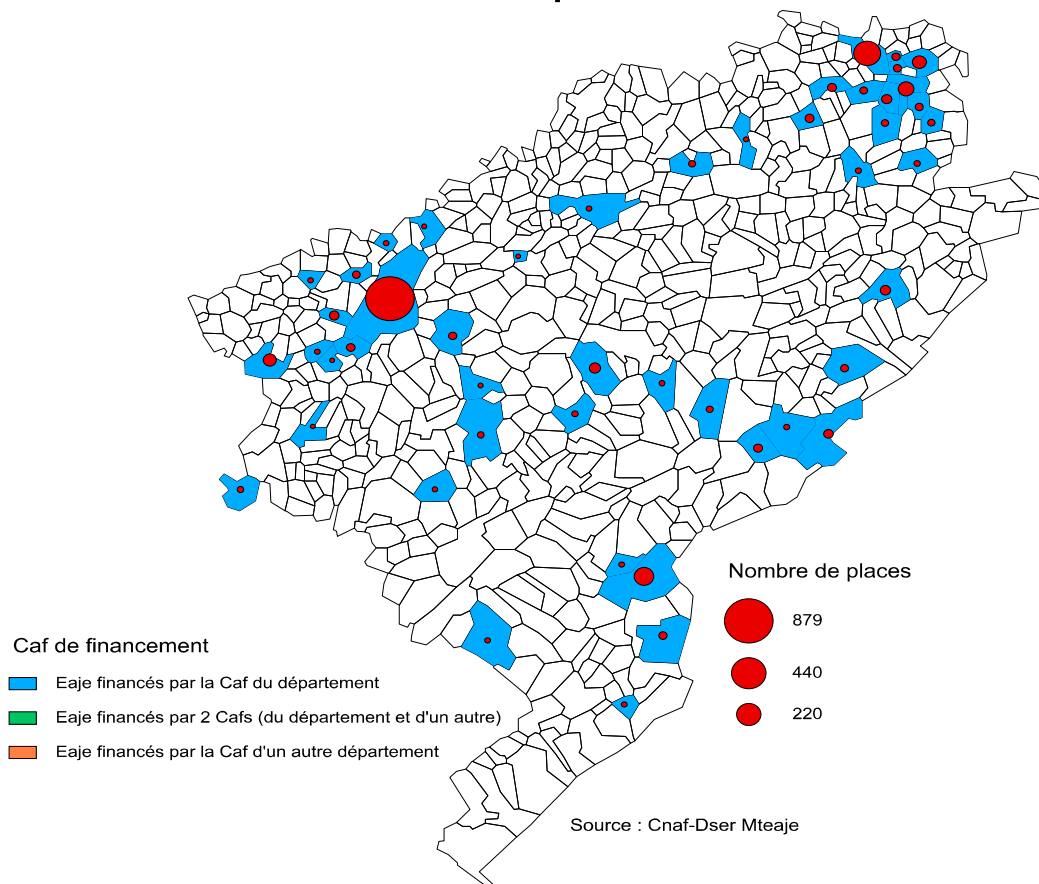 Nombre de places
879
440
220
Caf de financement
Eaje financés par la Caf du département
Eaje financés par 2 Cafs (du département et d'un autre)
Eaje financés par la Caf d'un autre département
Source : Cnaf-Dser Mteaje